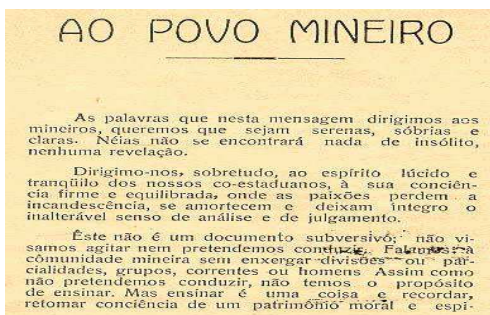 AO POVO MINEIRO
As palavras que nesta mensagem dirigimos aos
mineiros, queremos que sejam serenas, sóbrias e
claras. Néias não se encontrará nada de insólito,
nenhuma revelação.
Dirigimo-nos, sobretudo, ao espírito lúcido e
tranqüilo dos nossos co-estaduanos, à sua conciên-
cia firme e equilibrada, onde as paixões perdem a
incandescência, se amortecem e deixam íntegro o
inalterável senso de análise e de julgamento.
Êste não é um documento subversivo; não vi-
samos agitar nem pretendemos conduzir. Falamos à
comunidade mineira sem enxergar divisões ou par-
cialidades, grupos, correntes ou homens Assim como
não pretendemos conduzir, não temos o propósito
de ensinar. Mas ensinar é uma coisa e recordar,
retomar conciência de um patrimônio moral e espi-